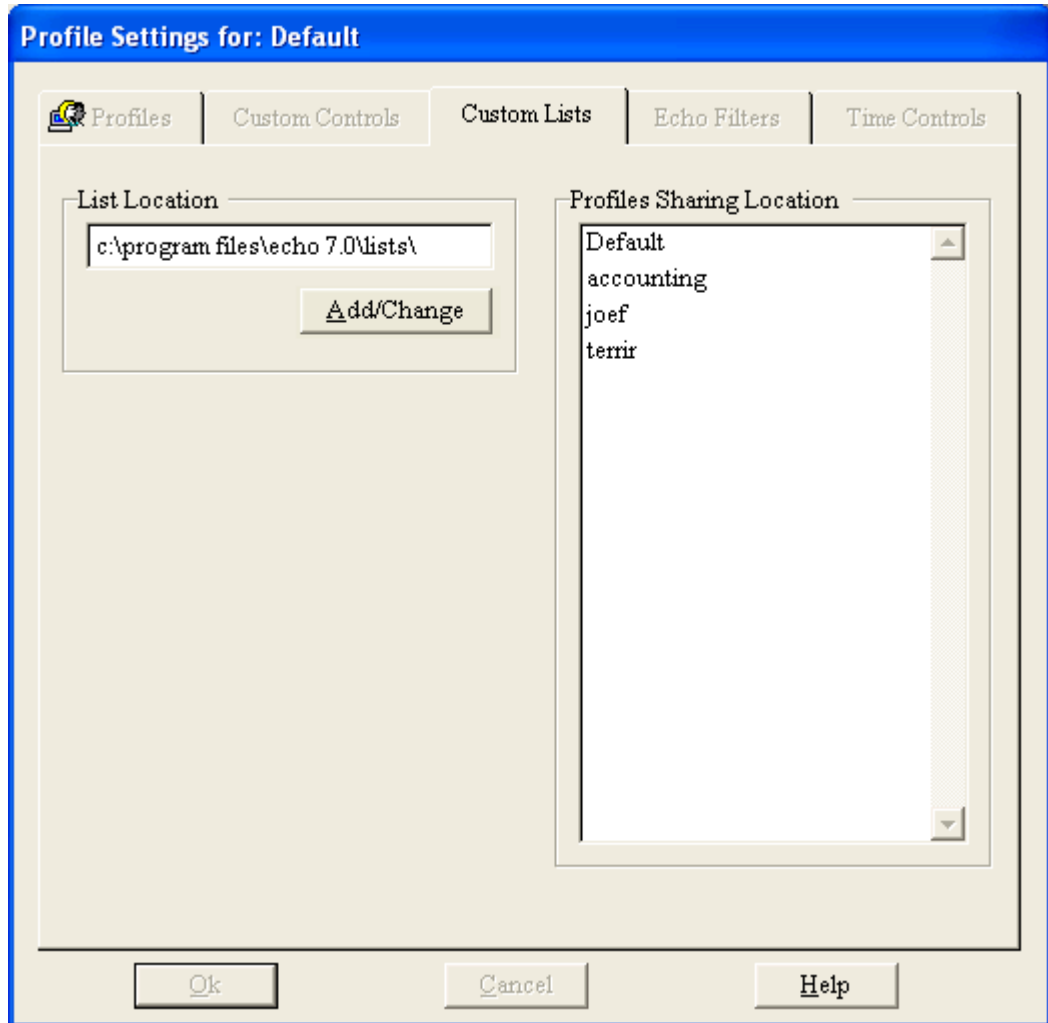 Profile Settings for: Default
Profiles
Custom Controls
Custom Lists
Echo Filters
Time Controls
List Location
c:\program files\echo 7.0\lists\
Add/Change
Profiles Sharing Location
Default
accounting
joef
terrir
Ok
Cancel
Help